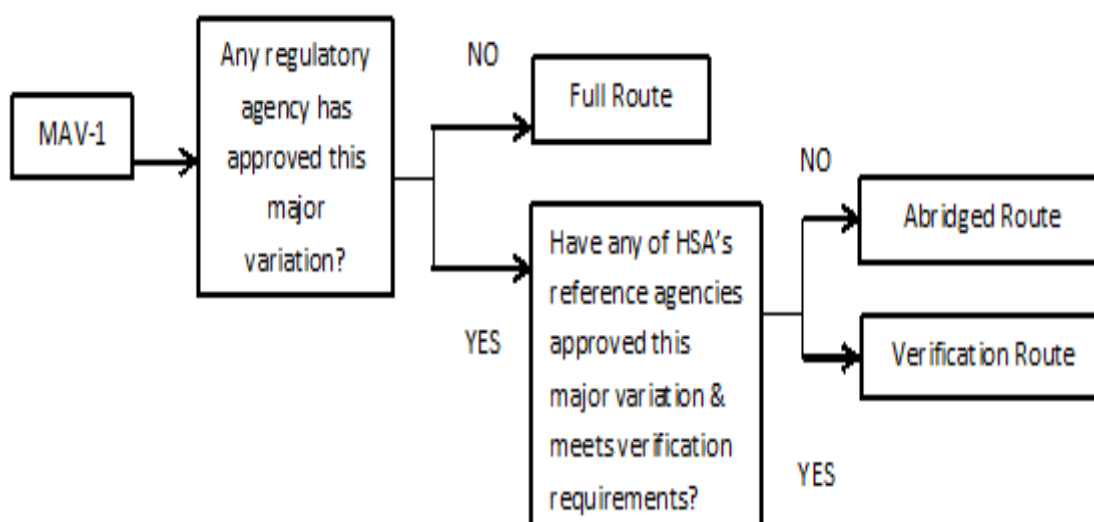 MAV-1
Any regulatory
agency has
approved this
major
variation?
NO
Full Route
YES
Have any of HSA's
reference agencies
approved this
major variation &
meets verification
requirements?
NO
Abridged Route
YES
Verification Route